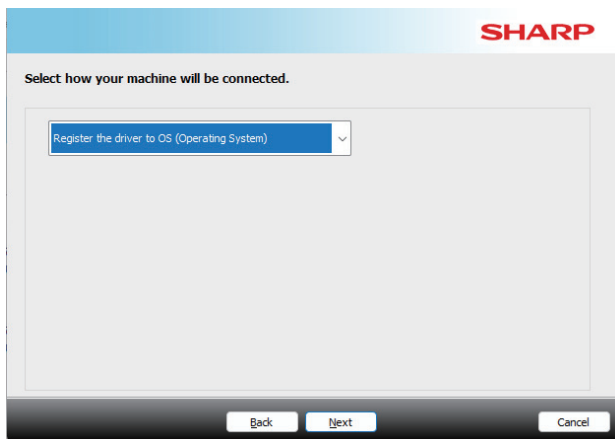 SHARP
Select how your machine will be connected.
Register the driver to OS (Operating System)
Back
Next
Cancel